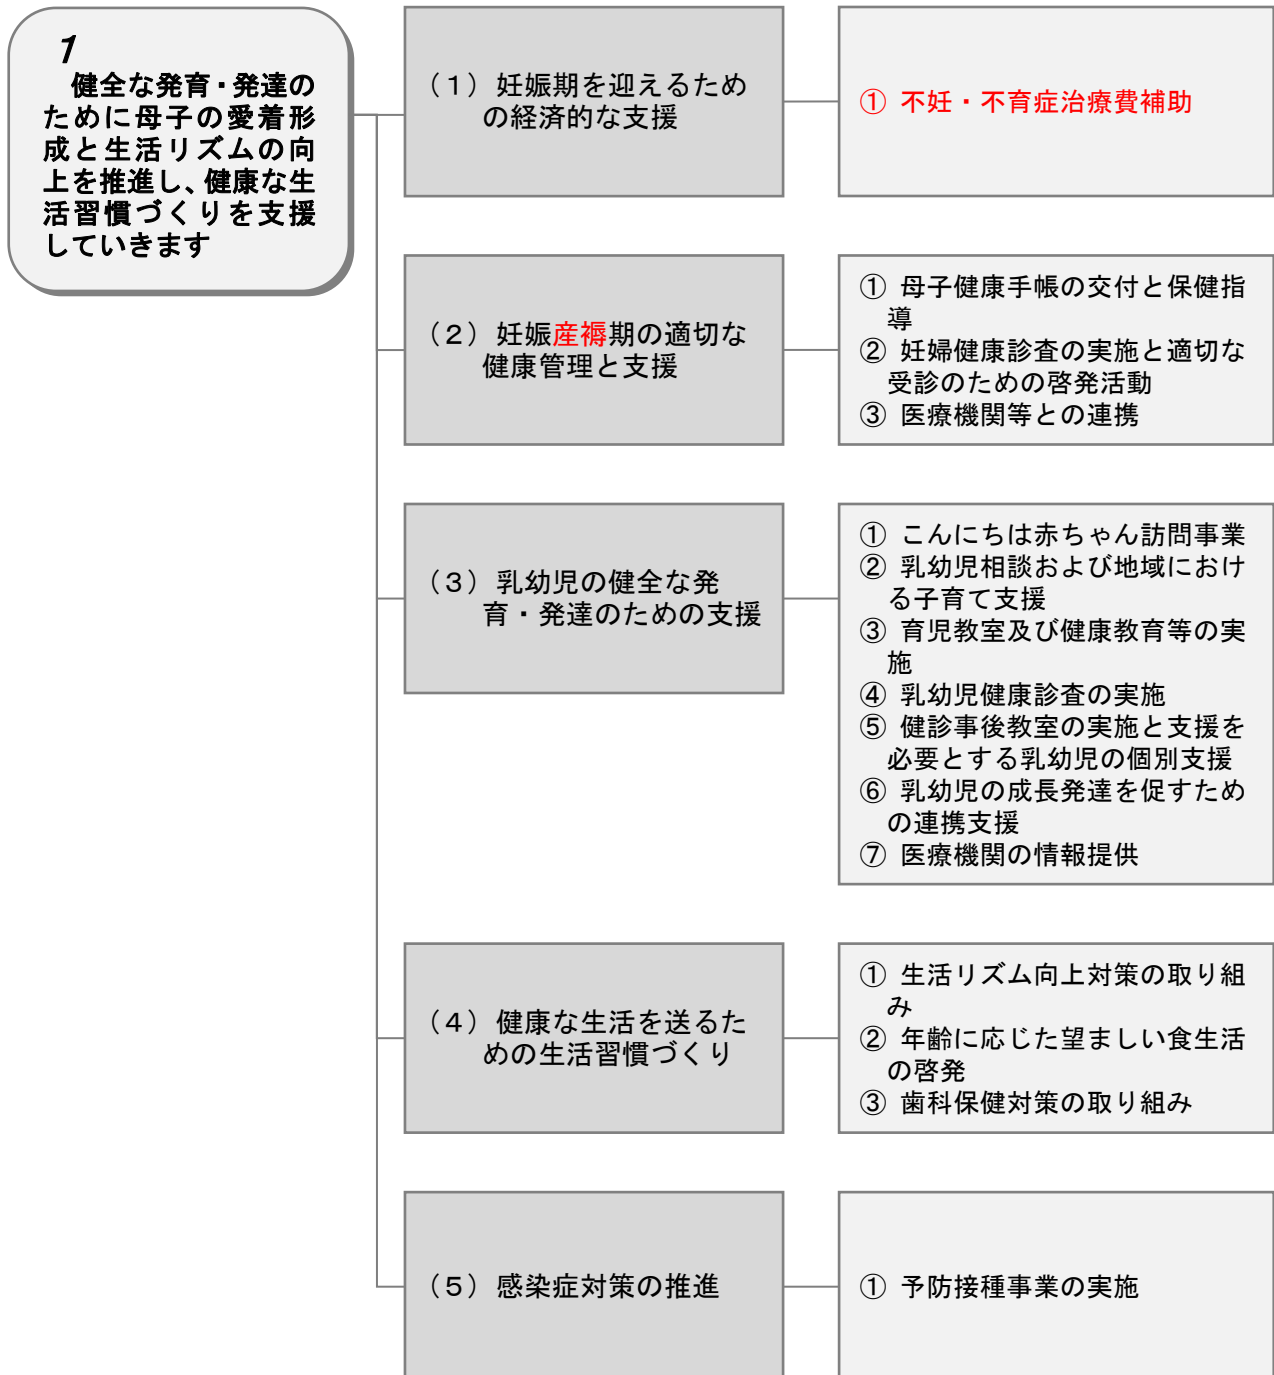 1
健全な発育・発達の
ために母子の愛着形
成と生活リズムの向
上を推進し、健康な生
活習慣づくりを支援
していきます
（1）妊娠期を迎えるため
の経済的な支援
① 不妊・不育症治療費補助
（2）妊娠産褥期の適切な
健康管理と支援
① 母子健康手帳の交付と保健指
導
② 妊婦健康診査の実施と適切な
受診のための啓発活動
③ 医療機関等との連携
（3）乳幼児の健全な発
育・発達のための支援
① こんにちは赤ちゃん訪問事業
② 乳幼児相談および地域におけ
る子育て支援
③ 育児教室及び健康教育等の実
施
④ 乳幼児健康診査の実施
⑤ 健診事後教室の実施と支援を
必要とする乳幼児の個別支援
⑥ 乳幼児の成長発達を促すため
の連携支援
⑦ 医療機関の情報提供
（4）健康な生活を送るた
めの生活習慣づくり
① 生活リズム向上対策の取り組
み
② 年齢に応じた望ましい食生活
の啓発
③ 歯科保健対策の取り組み
（5）感染症対策の推進
① 予防接種事業の実施